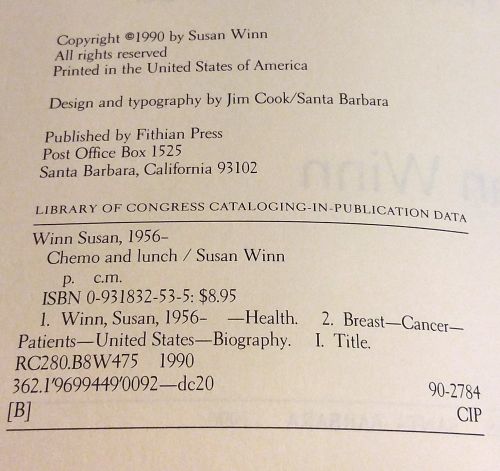 Copyright ©1990 by Susan Winn
All rights reserved
Printed in the United States of America
Design and typography by Jim Cook/Santa Barbara
Published by Fithian Press
Post Office Box 1525
Santa Barbara, California 93102
LIBRARY OF CONGRESS CATALOGING-IN-PUBLICATION DATA
Winn Susan, 1956–
Chemo and lunch / Susan Winn
p. c.m.
ISBN 0-931832-53-5: $8.95
1. Winn, Susan, 1956– —Health. 2. Breast—Cancer—
Patients—United States—Biography. I. Title.
RC280.B8W475 1990
362.1'9699449'0092—dc20 90-2784
[B] CIP